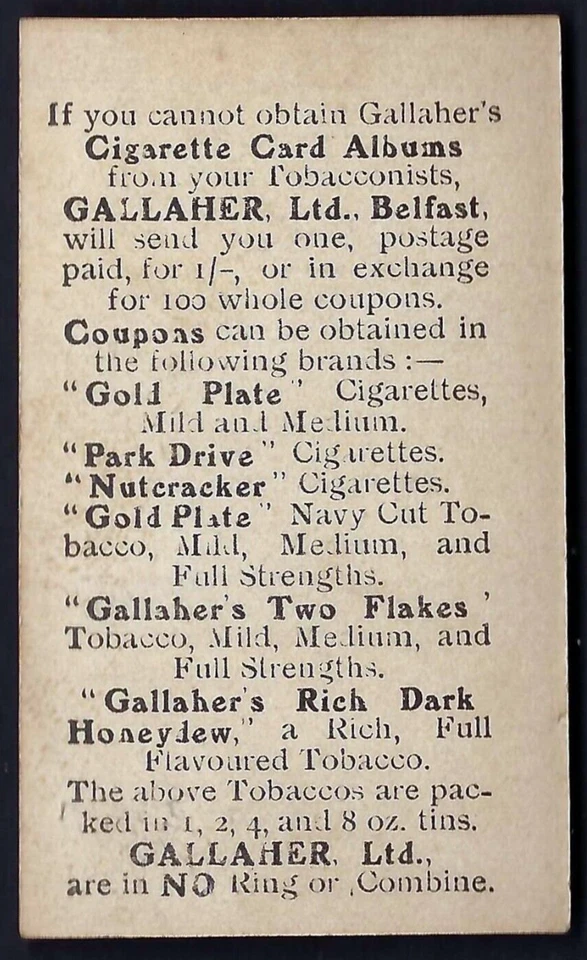 If you cannot obtain Gallaher's
Cigarette Card Albums
from your Tobacconists,
GALLAHER, Ltd., Belfast,
will send you one, postage
paid, for 1/-, or in exchange
for 100 whole coupons.
Coupons can be obtained in
the following brands :—
"Gold Plate" Cigarettes,
Mild and Medium.
"Park Drive" Cigarettes.
"Nutcracker" Cigarettes.
"Gold Plate" Navy Cut To-
bacco, Mild, Medium, and
Full Strengths.
"Gallaher's Two Flakes'
Tobacco, Mild, Medium, and
Full Strengths.
"Gallaher's Rich Dark
Honeydew," a Rich, Full
Flavoured Tobacco.
The above Tobaccos are pac-
ked in 1, 2, 4, and 8 oz. tins.
GALLAHER, Ltd.,
are in NO Ring or Combine.